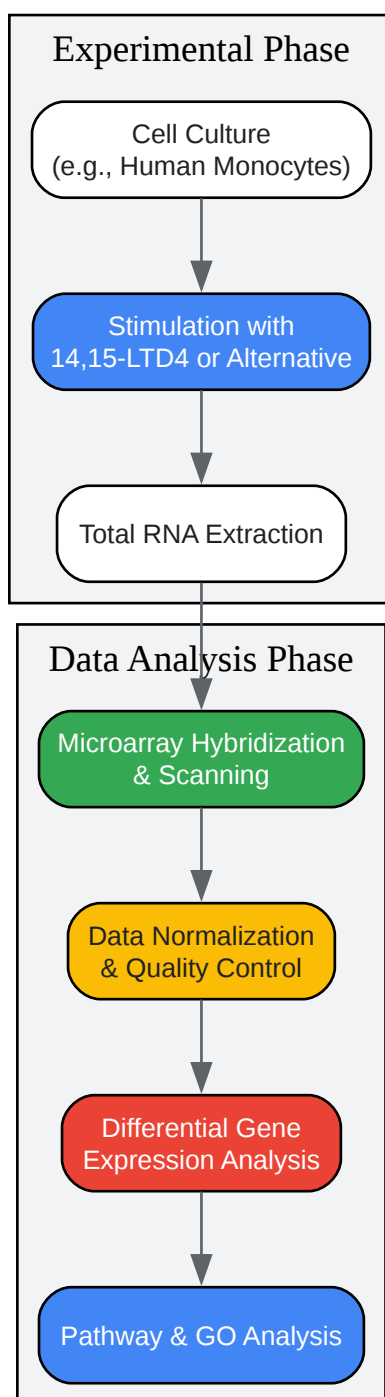 Experimental Phase
Cell Culture
(e.g., Human Monocytes)
Stimulation with
14,15-LTD4 or Alternative
Total RNA Extraction
Data Analysis Phase
Microarray Hybridization
& Scanning
Data Normalization
& Quality Control
Differential Gene
Expression Analysis
Pathway & GO Analysis